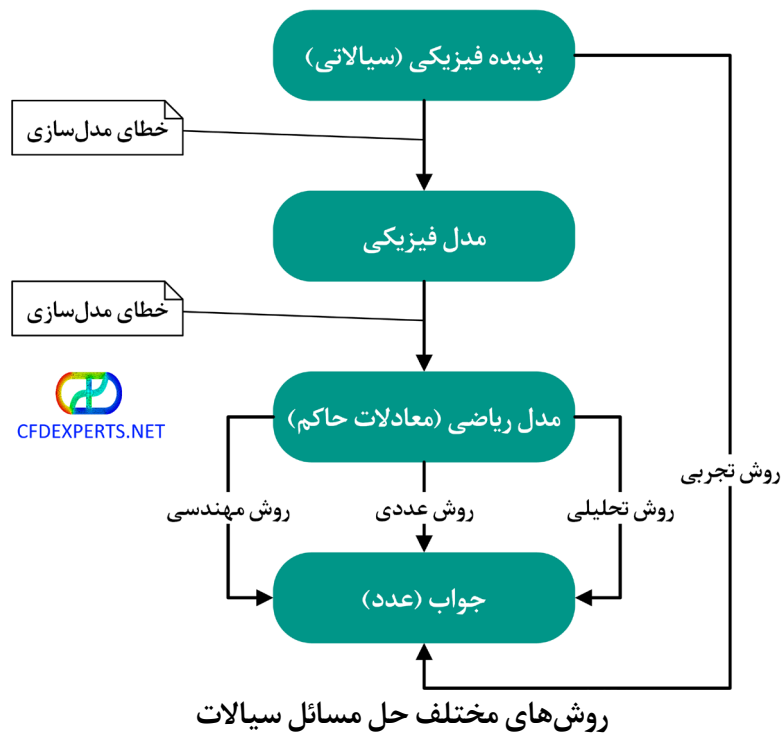 پدیده فیزیکی (سیالاتی)
خطای مدل‌سازی
مدل فیزیکی
خطای مدل‌سازی
مدل ریاضی (معادلات حاکم)
CFDEXPERTS.NET
روش تجربی
روش تحلیلی
روش عددی
روش مهندسی
جواب (عدد)
روش‌های مختلف حل مسائل سیالات